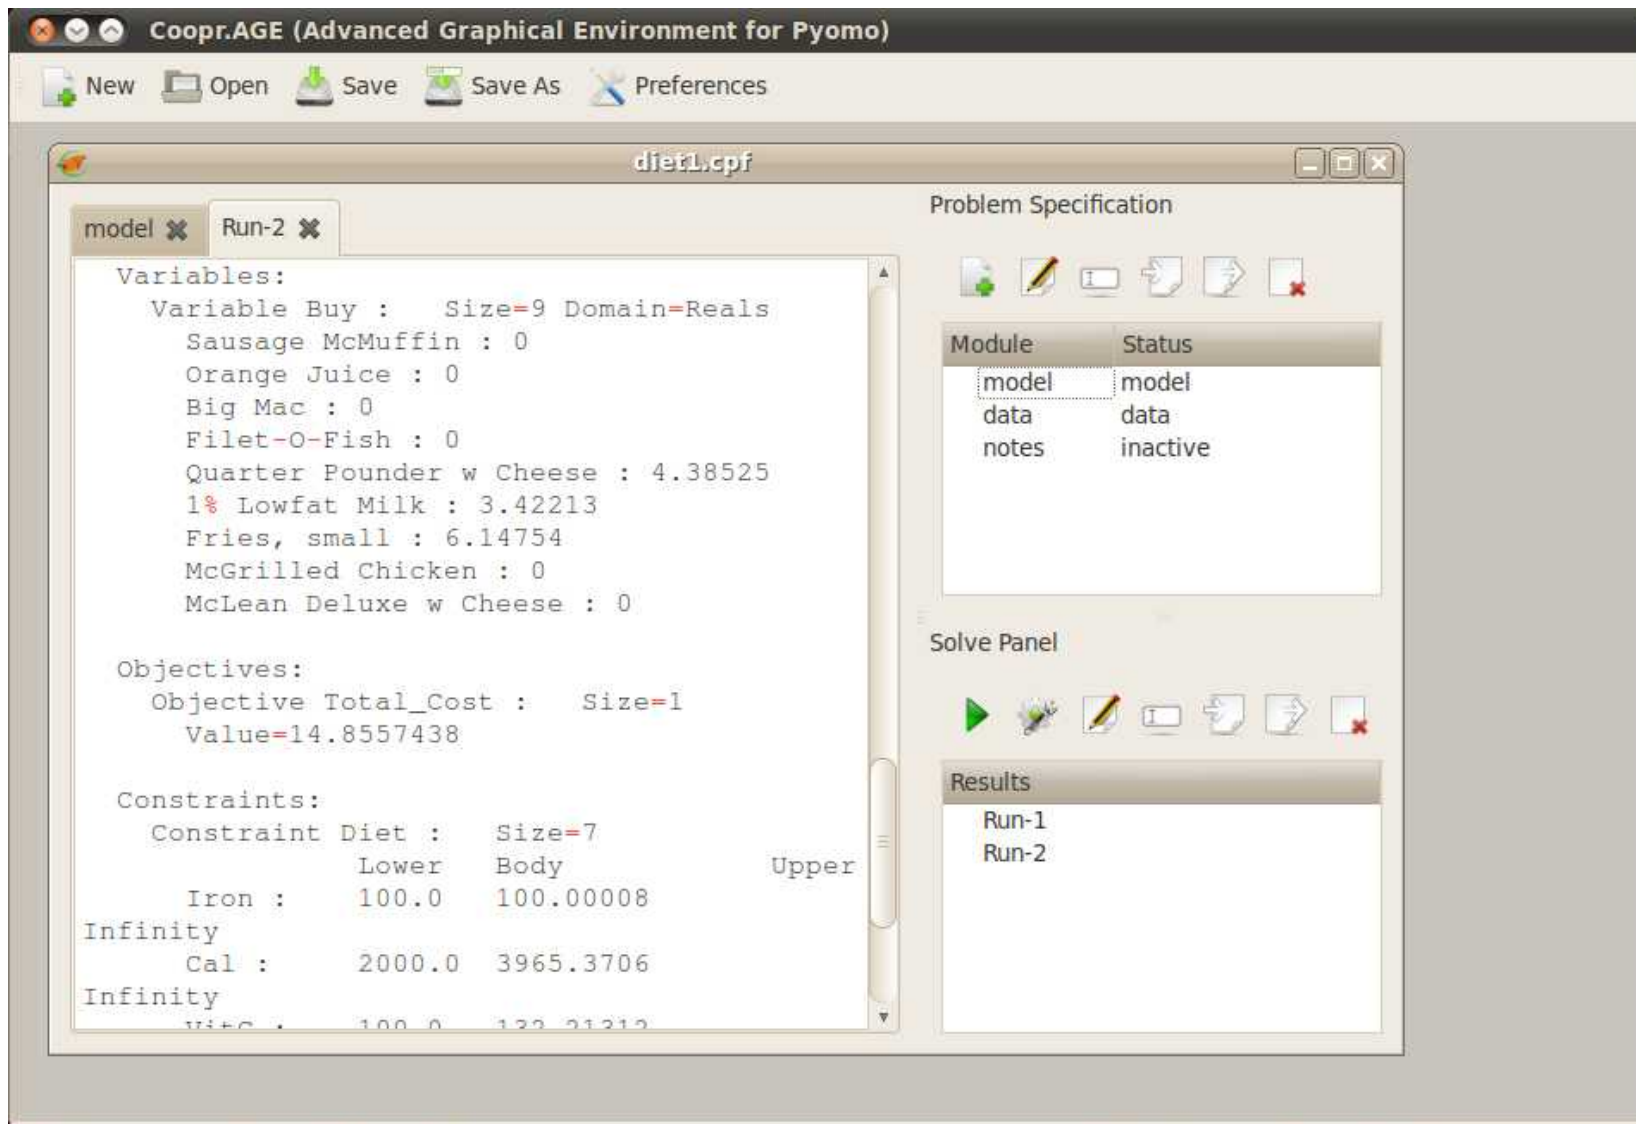 Coopr.AGE (Advanced Graphical Environment for Pyomo)
New Open Save Save As Preferences
diet1.cpf
model Run-2
Variables:
Variable Buy : Size=9 Domain=Reals
Sausage McMuffin : 0
Orange Juice : 0
Big Mac : 0
Filet-O-Fish : 0
Quarter Pounder w Cheese : 4.38525
1% Lowfat Milk : 3.42213
Fries, small : 6.14754
McGrilled Chicken : 0
McLean Deluxe w Cheese : 0
Objectives:
Objective Total_Cost : Size=1
Value=14.8557438
Constraints:
Constraint Diet : Size=7
Lower Body Upper
Iron : 100.0 100.00008
Infinity
Cal : 2000.0 3965.3706
Infinity
VitC : 100.0 132.21312
Problem Specification
Module Status
model model
data data
notes inactive
Solve Panel
Results
Run-1
Run-2